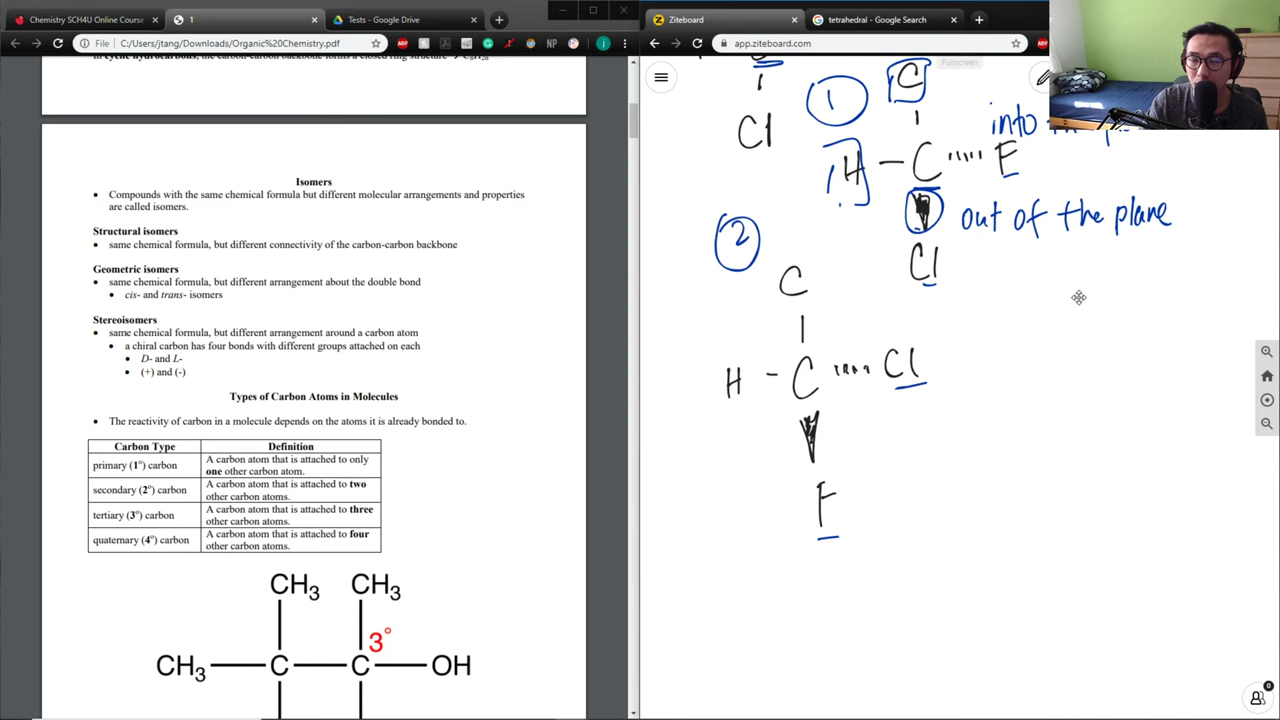 Chemistry SCH4U Online Course
1
Tests - Google Drive
File
C:/Users/jtang/Downloads/Organic%20Chemistry.pdf
ABP
NP
j
Isomers
• Compounds with the same chemical formula but different molecular arrangements and properties
are called isomers.
Structural isomers
• same chemical formula, but different connectivity of the carbon-carbon backbone
Geometric isomers
• same chemical formula, but different arrangement about the double bond
• cis- and trans- isomers
Stereoisomers
• same chemical formula, but different arrangement around a carbon atom
• a chiral carbon has four bonds with different groups attached on each
• D- and L-
• (+) and (-)
Types of Carbon Atoms in Molecules
• The reactivity of carbon in a molecule depends on the atoms it is already bonded to.
Carbon Type Definition
primary (1°) carbon A carbon atom that is attached to only
one other carbon atom.
secondary (2°) carbon A carbon atom that is attached to two
other carbon atoms.
tertiary (3°) carbon A carbon atom that is attached to three
other carbon atoms.
quaternary (4°) carbon A carbon atom that is attached to four
other carbon atoms.
CH3 CH3
3°
CH3 C C OH
Ziteboard
tetrahedral - Google Search
app.ziteboard.com
ABP
Fullscreen
C
1
into
Cl
H - C F
out of the plane
2
Cl
C
H - C Cl
F
0